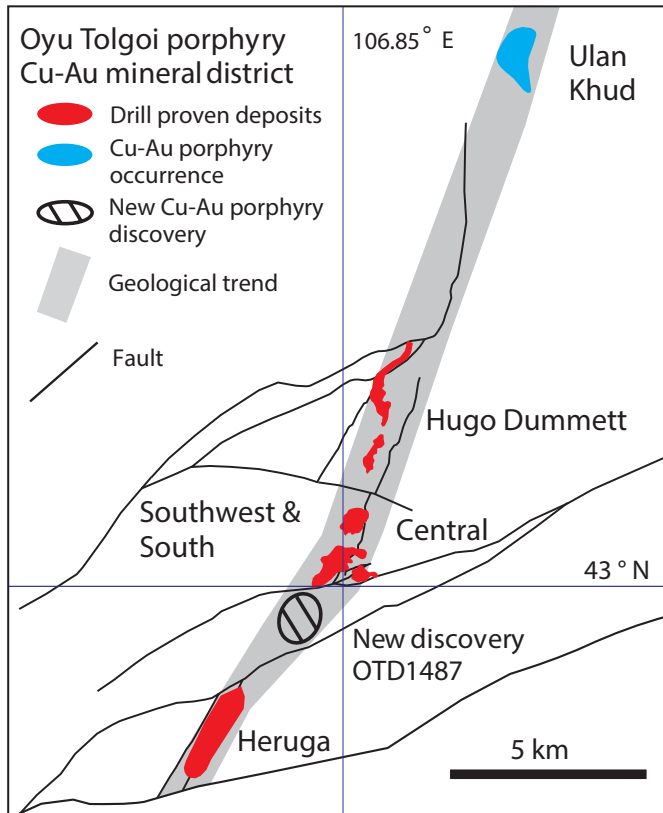 Oyu Tolgoi porphyry
Cu-Au mineral district
Drill proven deposits
Cu-Au porphyry
occurrence
New Cu-Au porphyry
discovery
Geological trend
Fault
106.85° E
Ulan
Khud
Hugo Dummett
Southwest &
South
Central
43 ° N
New discovery
OTD1487
Heruga
5 km